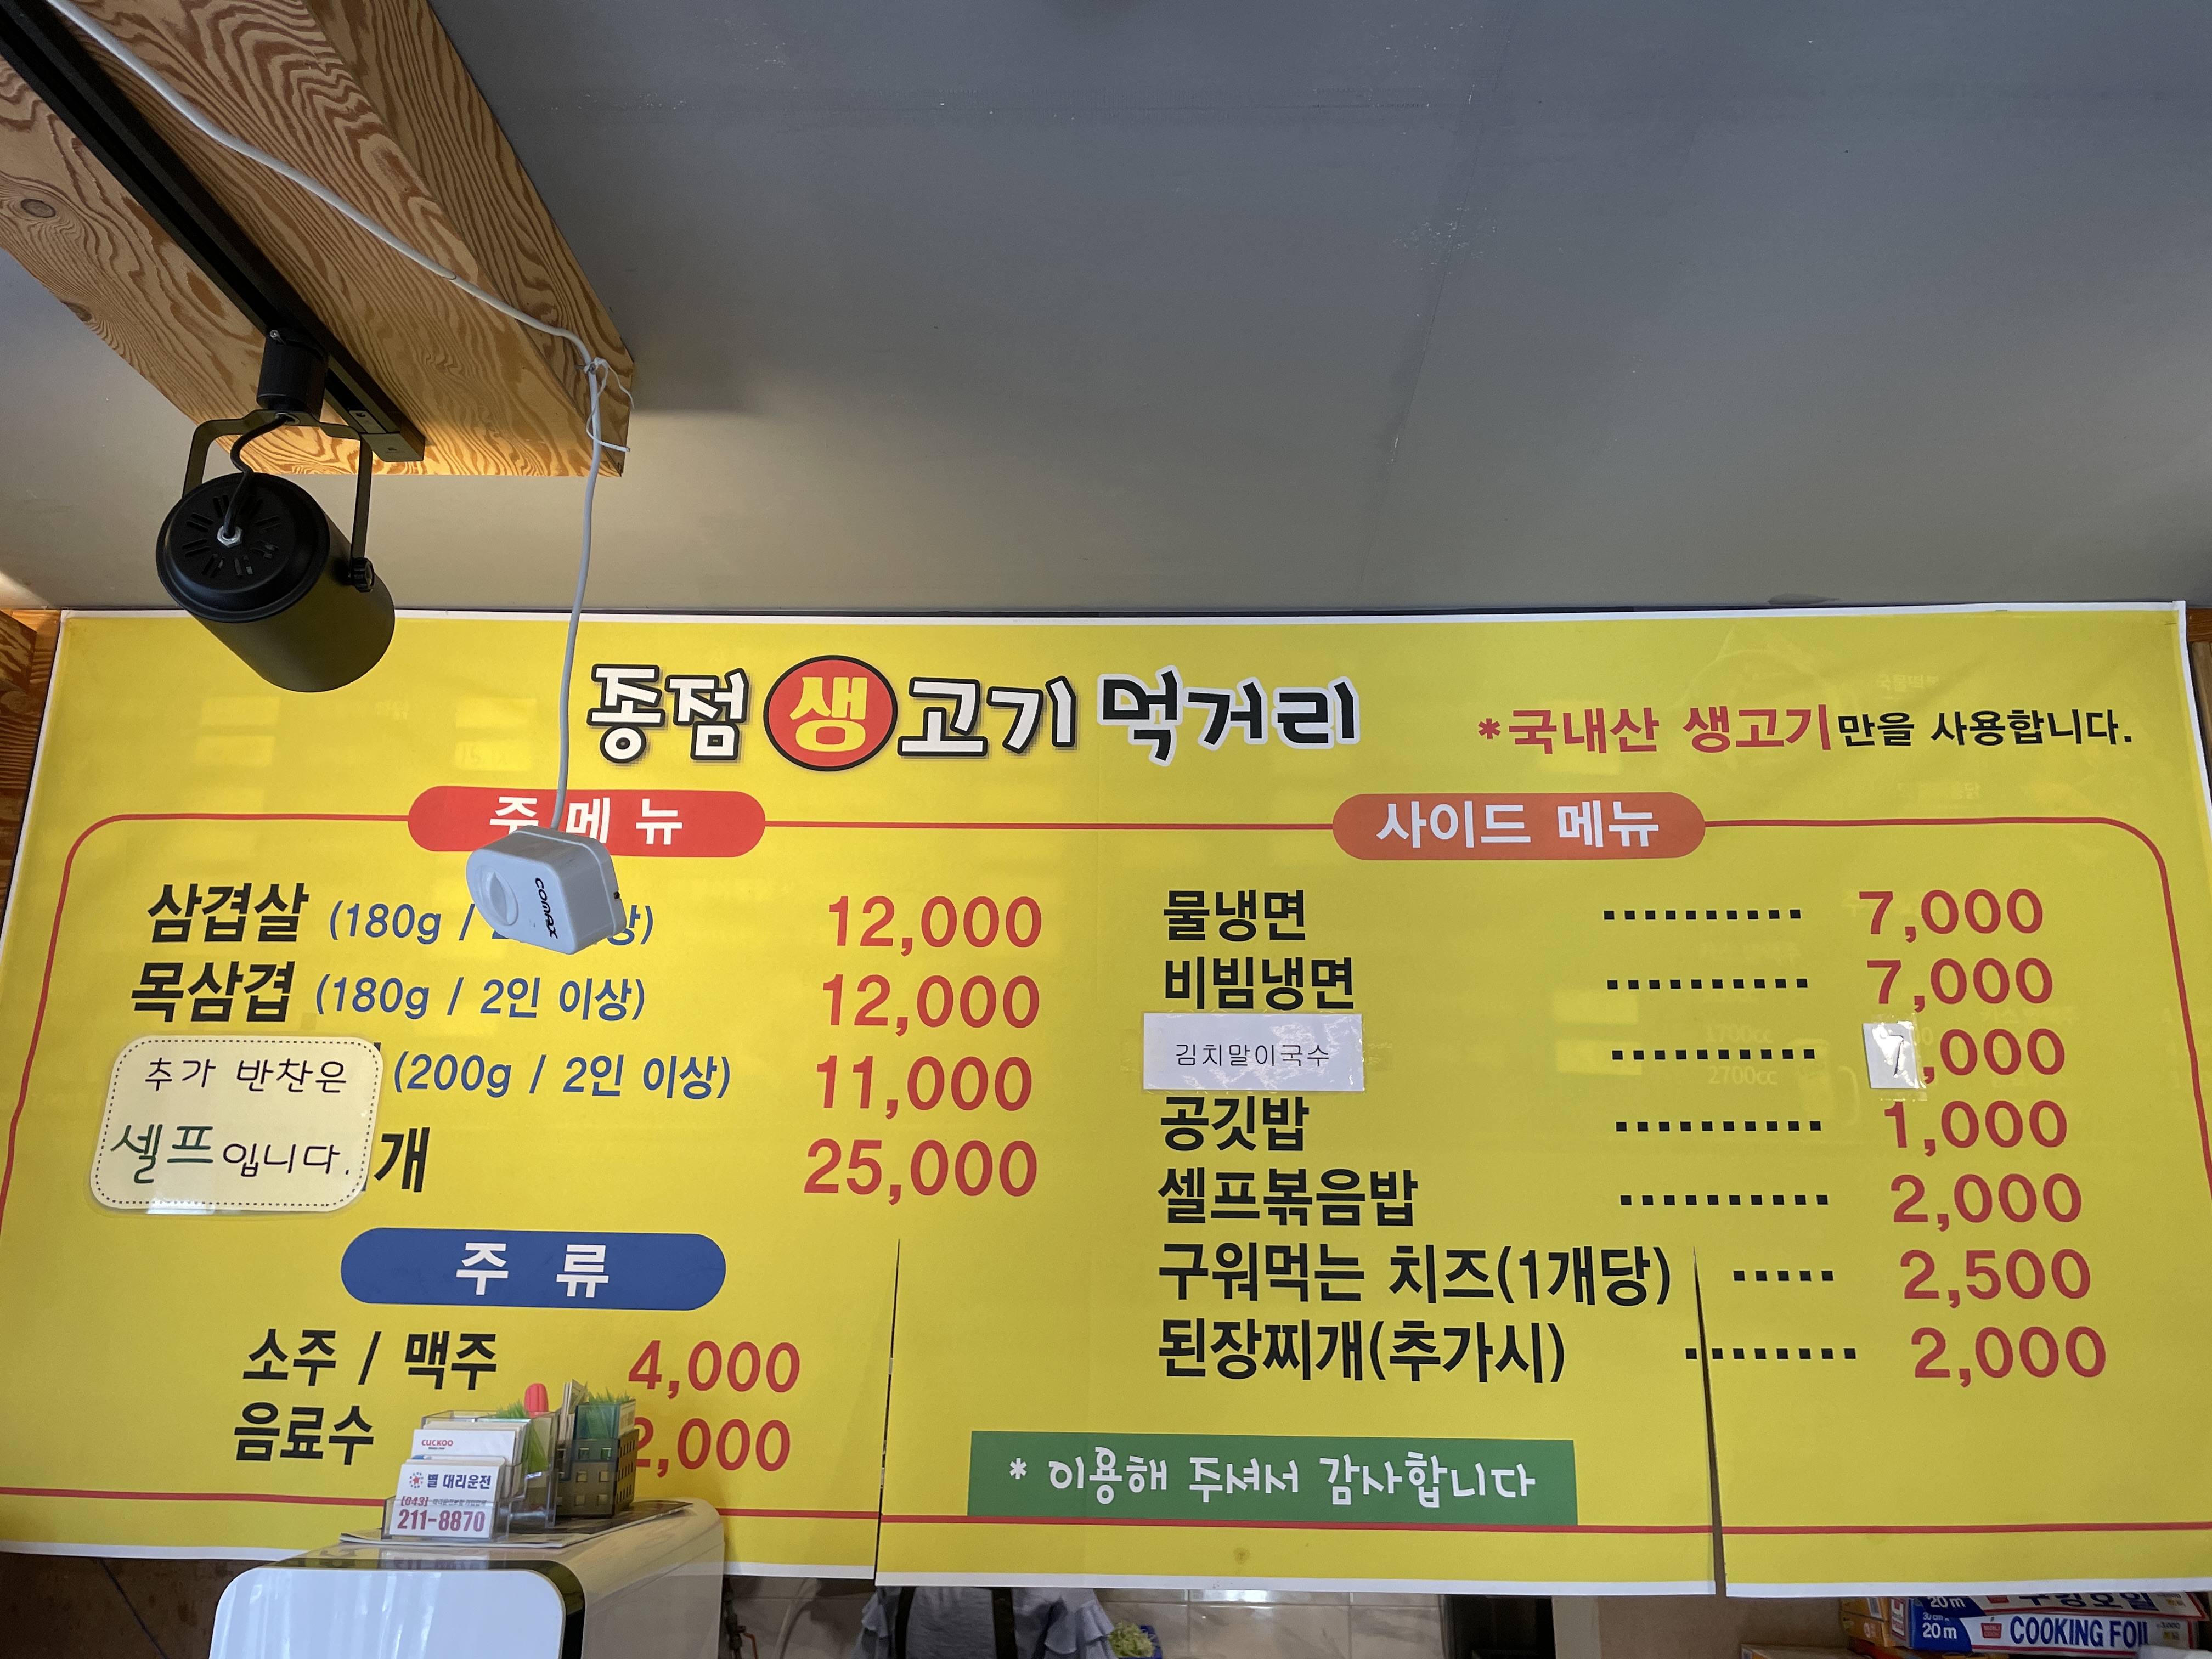 종점 생고기 먹거리
*국내산 생고기만을 사용합니다.
주 메 뉴
삼겹살 (180g / 12,000
목삼겹 (180g / 2인 이상) 12,000
(200g / 2인 이상) 11,000
개 25,000
추가 반찬은
셀프입니다.
주 류
소주 / 맥주 4,000
음료수 2,000
사이드 메뉴
물냉면 ·········· 7,000
비빔냉면 ·········· 7,000
김치말이국수 ·········· 7,000
공깃밥 ·········· 1,000
셀프볶음밥 ·········· 2,000
구워먹는 치즈(1개당) ····· 2,500
된장찌개(추가시) ········ 2,000
* 이용해 주셔서 감사합니다
COMAX
CUCKOO
별 대리운전
(043)
211-8870
20m
20m COOKING FOIL